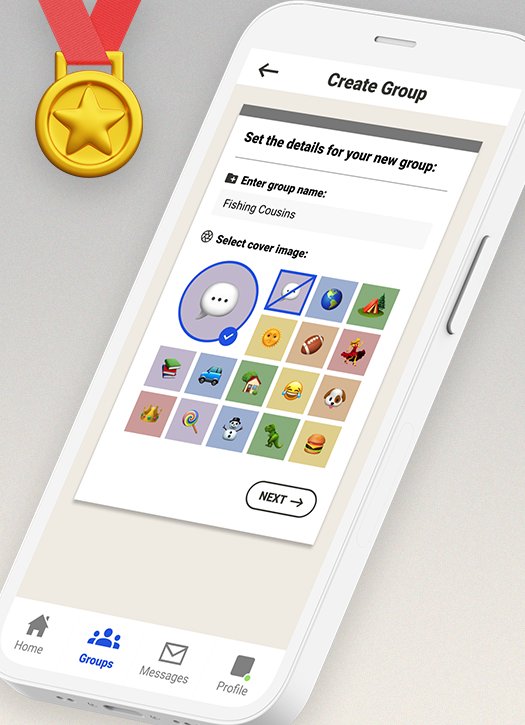 Create Group
Set the details for your new group:
Enter group name:
Fishing Cousins
Select cover image:
NEXT
Home
Groups
Messages
Profile